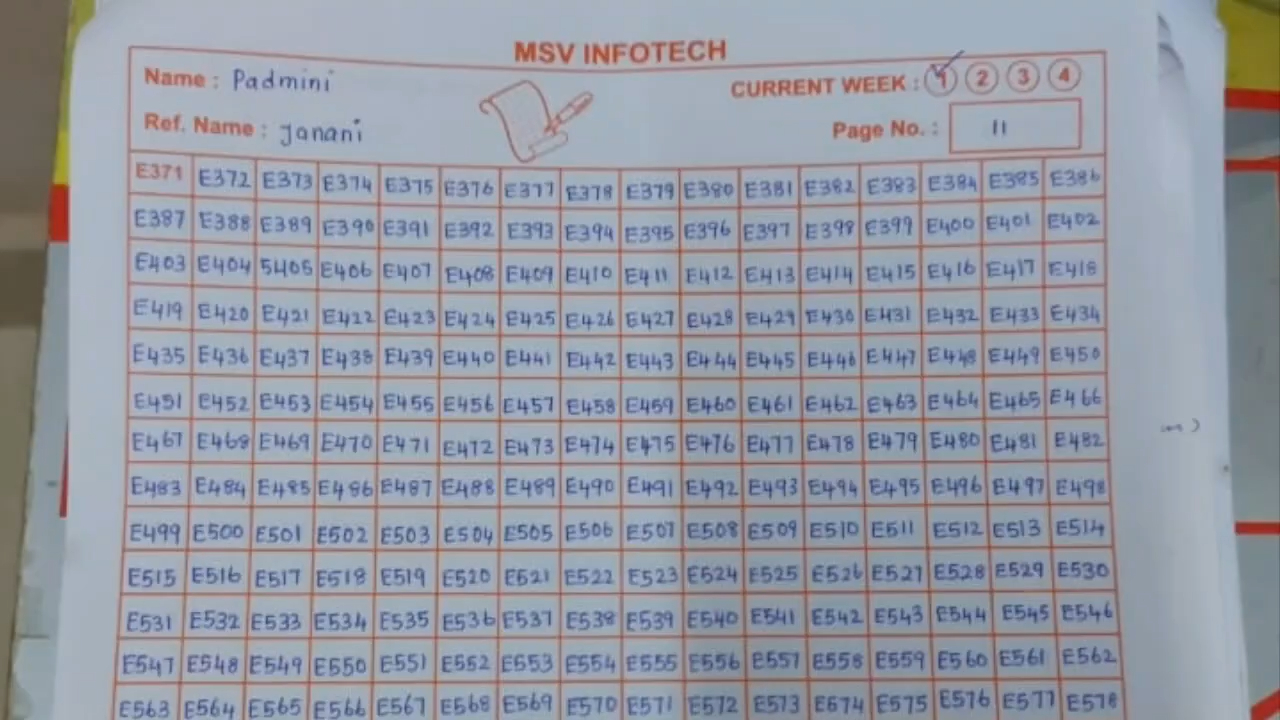 MSV INFOTECH
Name : Padmini
CURRENT WEEK : 1 2 3 4
Ref. Name : Janani
Page No. : 11
E371 E372 E373 E374 E375 E376 E377 E378 E379 E380 E381 E382 E383 E384 E385 E386
E387 E388 E389 E390 E391 E392 E393 E394 E395 E396 E397 E398 E399 E400 E401 E402
E403 E404 5405 E406 E407 E408 E409 E410 E411 E412 E413 E414 E415 E416 E417 E418
E419 E420 E421 E422 E423 E424 E425 E426 E427 E428 E429 E430 E431 E432 E433 E434
E435 E436 E437 E438 E439 E440 E441 E442 E443 E444 E445 E446 E447 E448 E449 E450
E451 E452 E453 E454 E455 E456 E457 E458 E459 E460 E461 E462 E463 E464 E465 E466
E467 E468 E469 E470 E471 E472 E473 E474 E475 E476 E477 E478 E479 E480 E481 E482
E483 E484 E485 E486 E487 E488 E489 E490 E491 E492 E493 E494 E495 E496 E497 E498
E499 E500 E501 E502 E503 E504 E505 E506 E507 E508 E509 E510 E511 E512 E513 E514
E515 E516 E517 E518 E519 E520 E521 E522 E523 E524 E525 E526 E527 E528 E529 E530
E531 E532 E533 E534 E535 E536 E537 E538 E539 E540 E541 E542 E543 E544 E545 E546
E547 E548 E549 E550 E551 E552 E553 E554 E555 E556 E557 E558 E559 E560 E561 E562
E563 E564 E565 E566 E567 E568 E569 E570 E571 E572 E573 E574 E575 E576 E577 E578